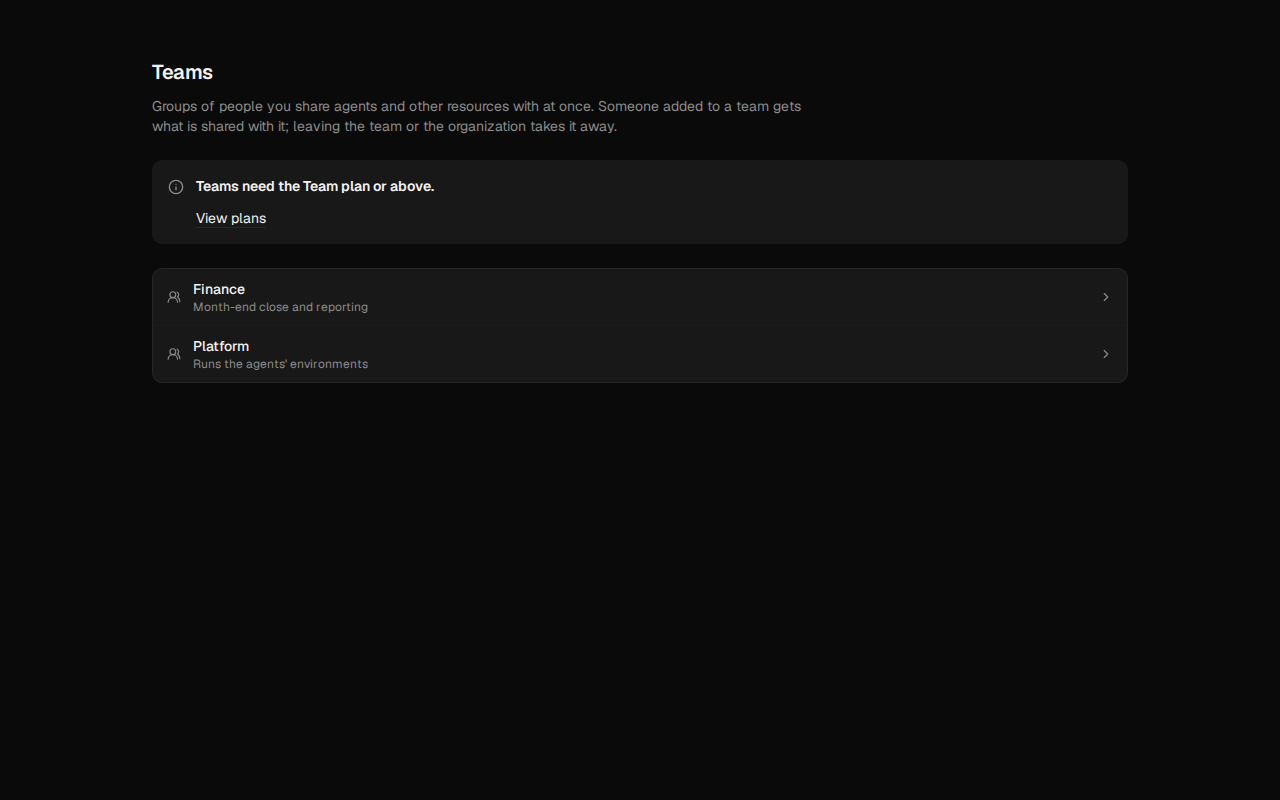 Teams
Groups of people you share agents and other resources with at once. Someone added to a team gets
what is shared with it; leaving the team or the organization takes it away.
Teams need the Team plan or above.
View plans
Finance
Month-end close and reporting
Platform
Runs the agents' environments